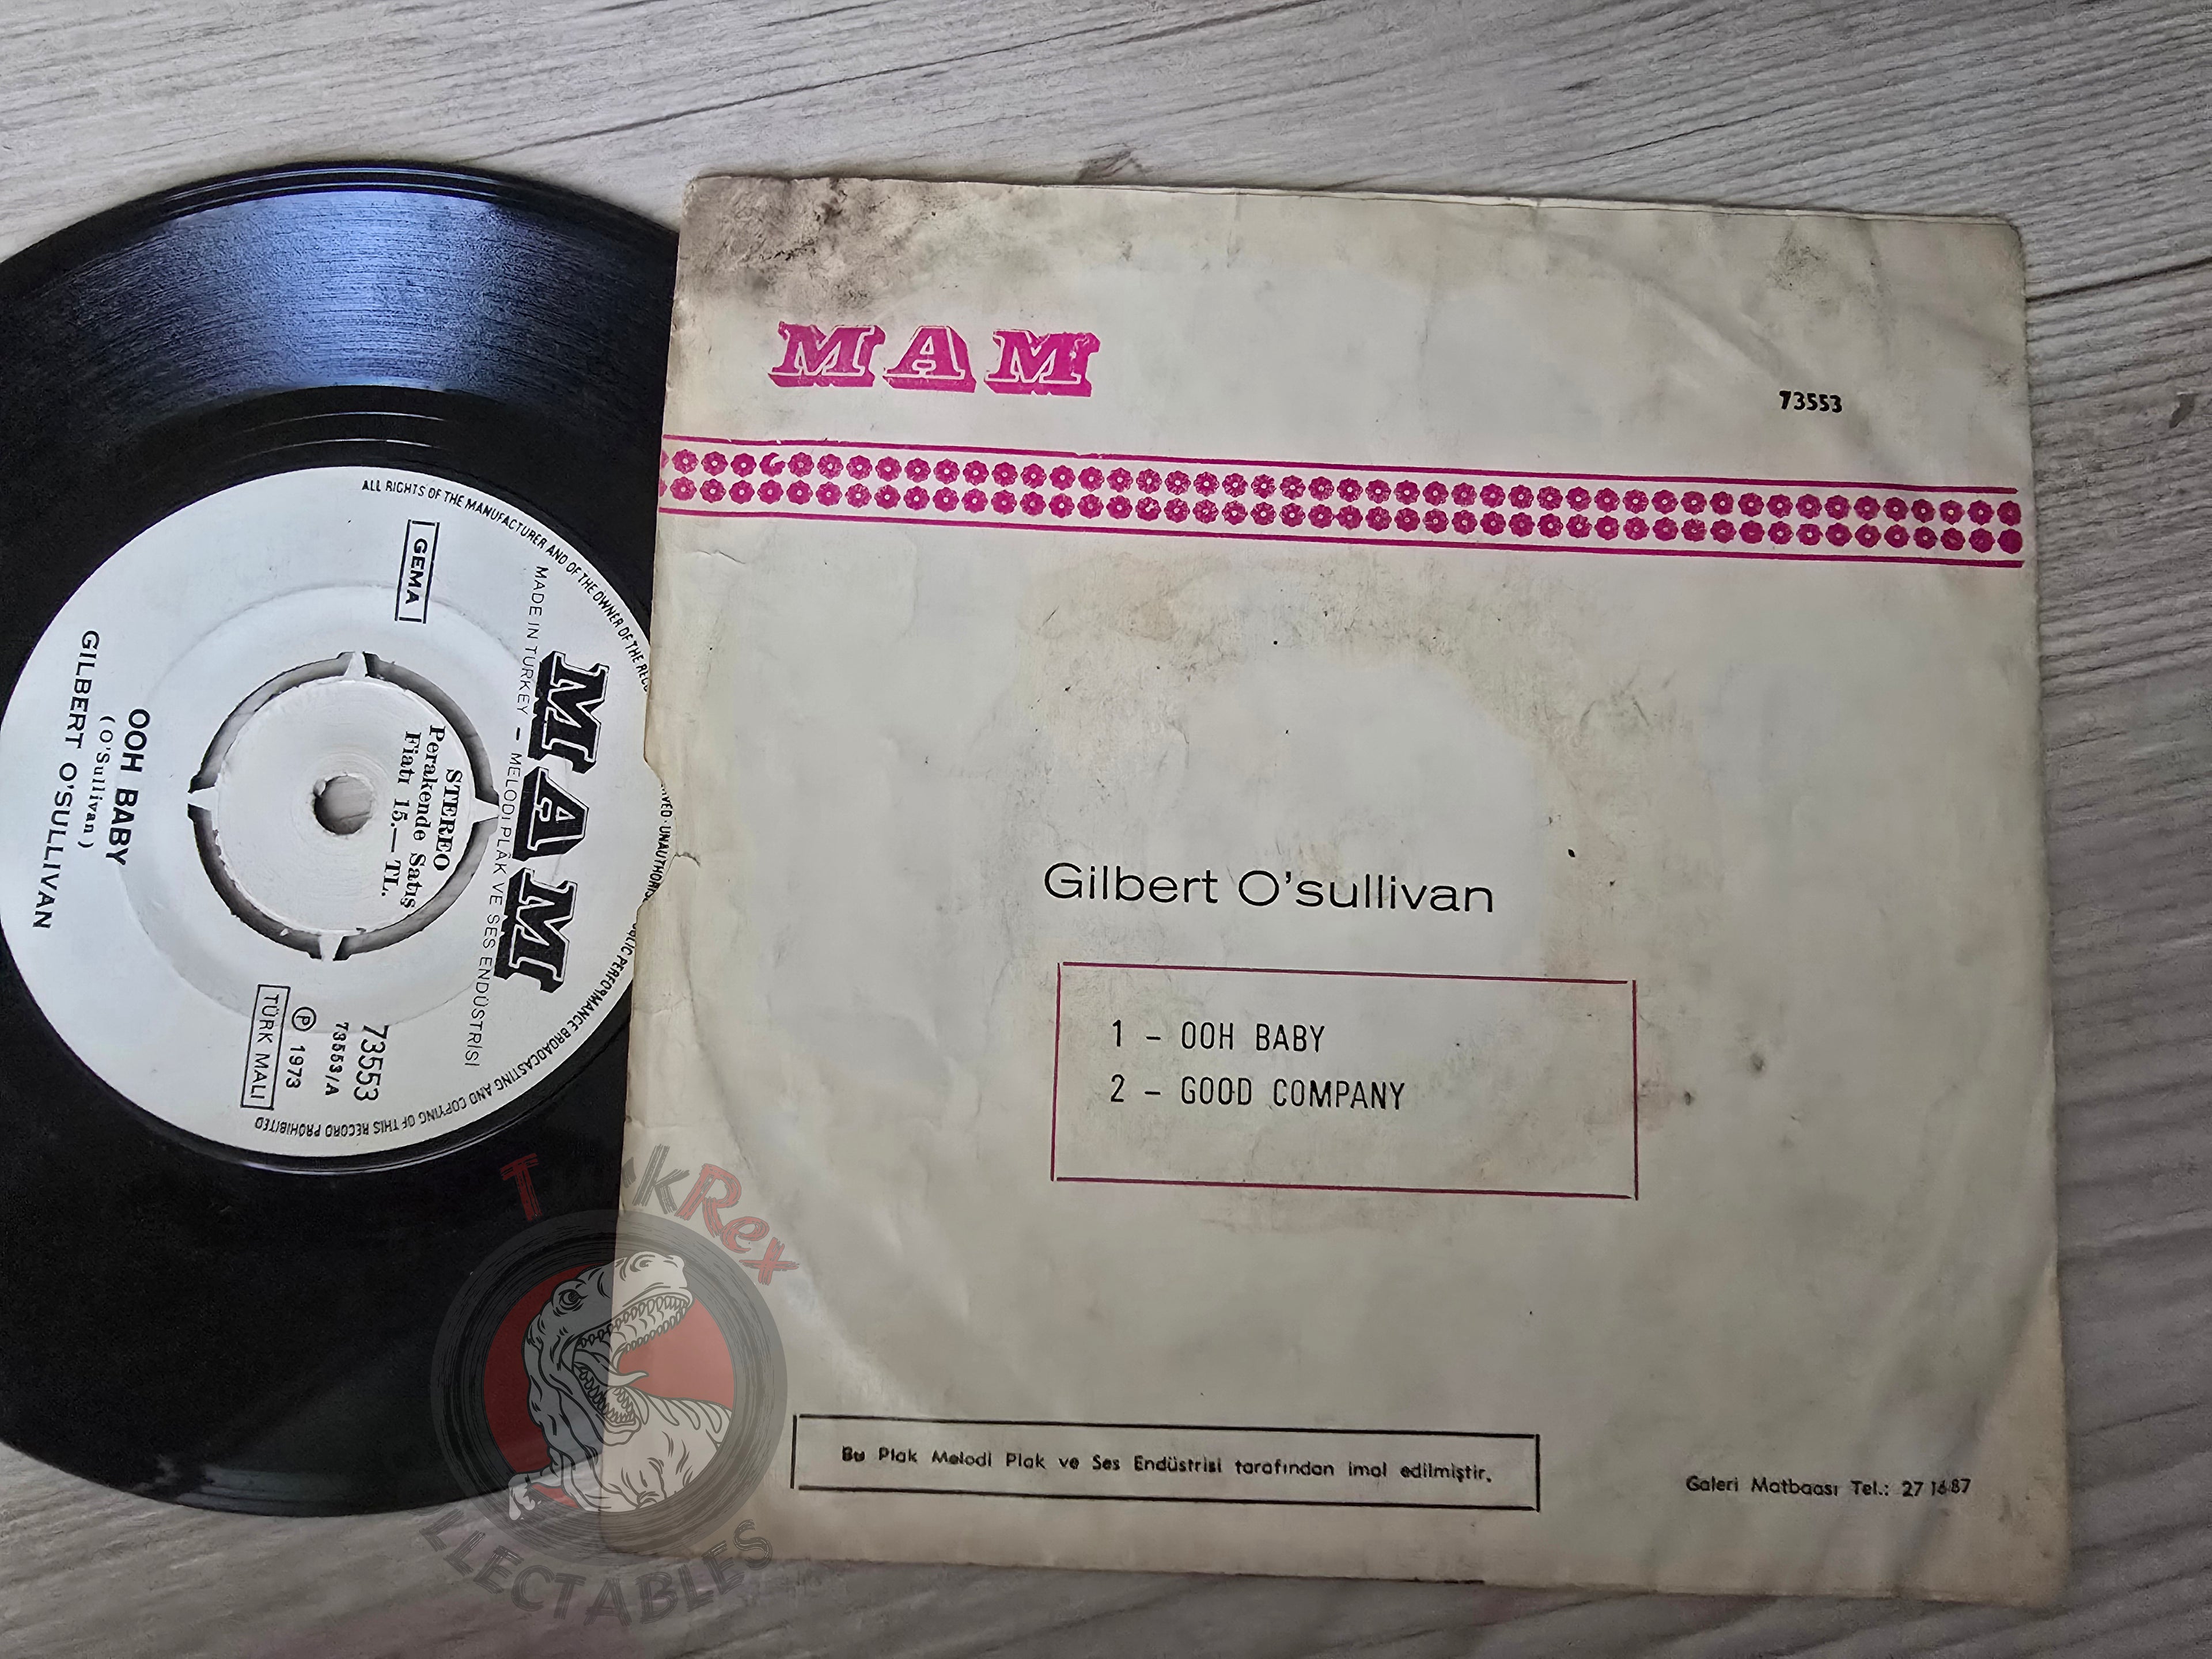 MAM
73553
Gilbert O'sullivan
1 - OOH BABY
2 - GOOD COMPANY
Bu Plak Melodi Plak ve Ses Endüstrisi tarafından imal edilmiştir.
Galeri Matbaası Tel.: 27 16 87
ALL RIGHTS OF THE MANUFACTURER AND OF THE OWNER OF THE
PERFORMANCE BROADCASTING AND COPYING OF THIS RECORD PROHIBITED
MAM
MADE IN TURKEY - MELODİ PLÂK VE SES ENDÜSTRİSİ
GEMA
STEREO
Perakende Satış
Fiatı 15.— TL.
73553
73553/A
℗ 1973
TÜRK MALI
OOH BABY
(O'Sullivan)
GILBERT O'SULLIVAN
Rex